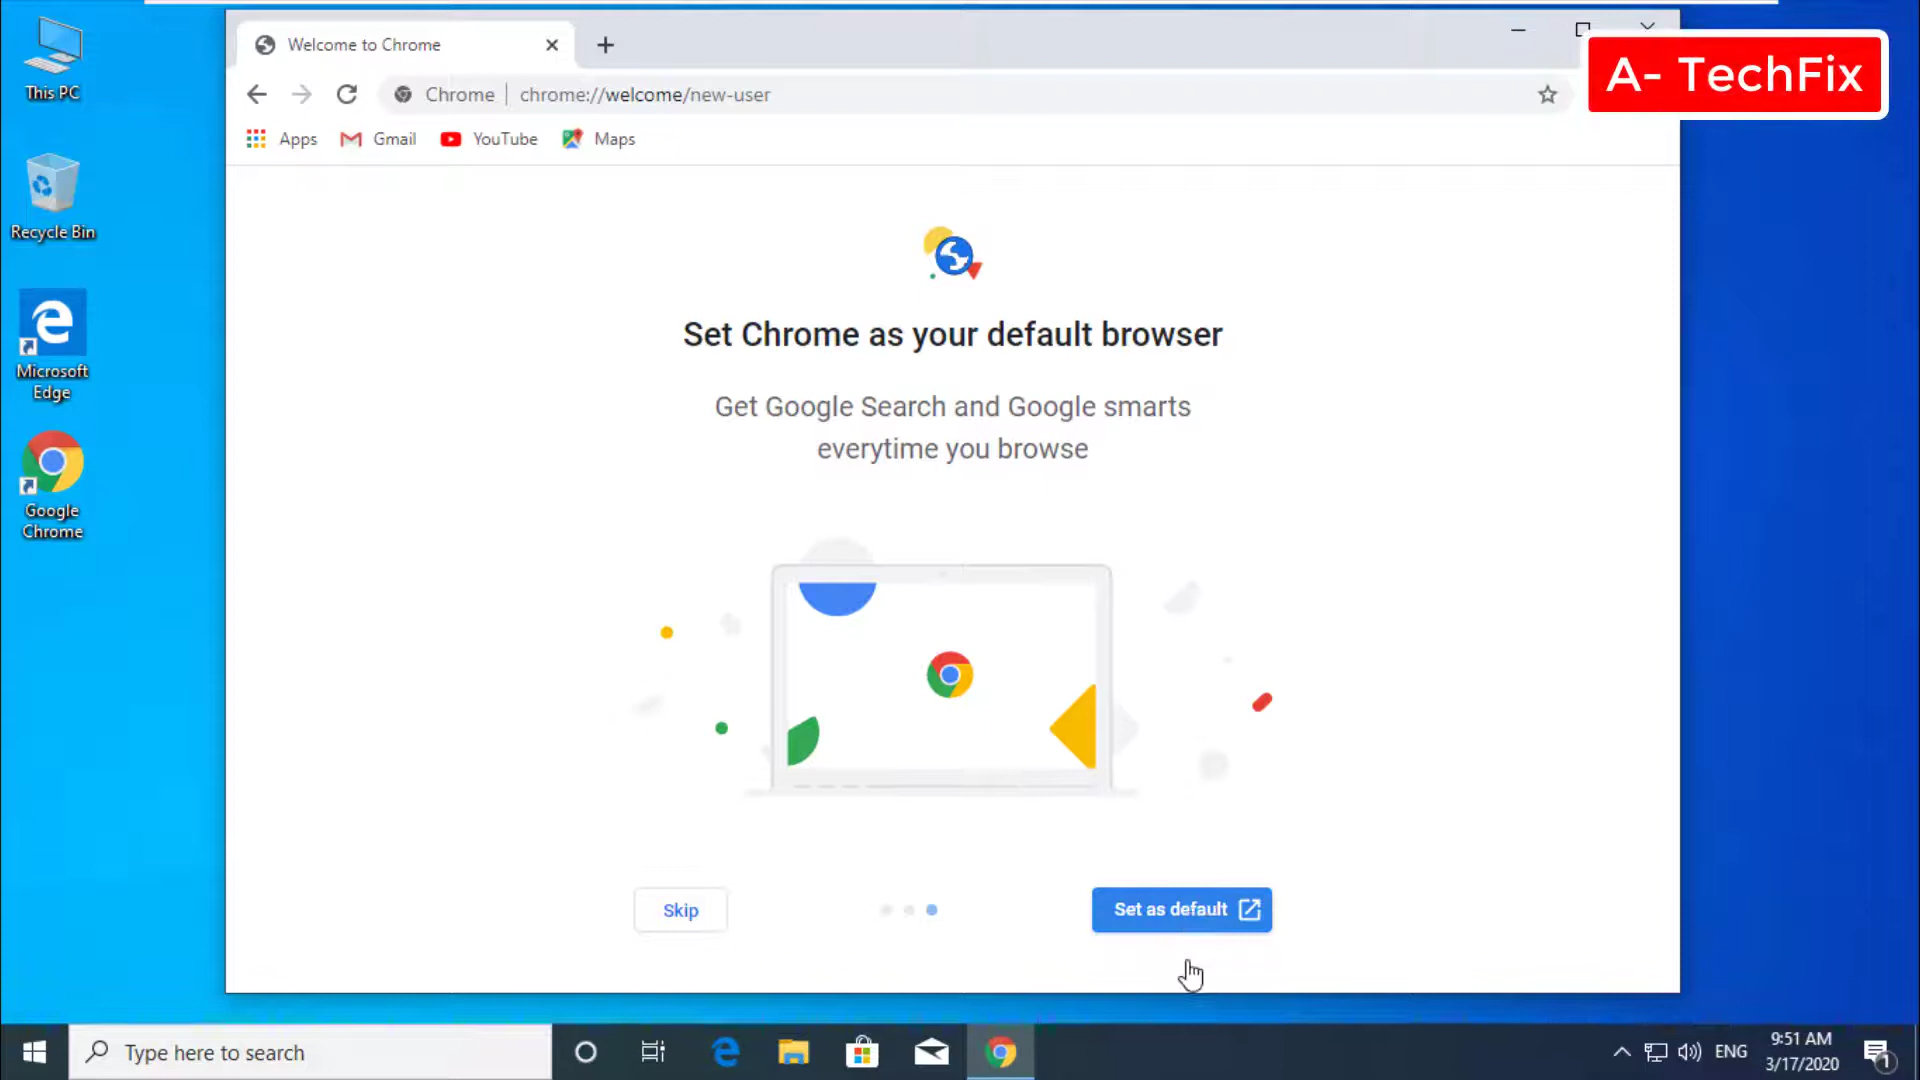 This PC
Recycle Bin
Microsoft
Edge
Google
Chrome
Welcome to Chrome
A- TechFix
Chrome | chrome://welcome/new-user
Apps Gmail YouTube Maps
Set Chrome as your default browser
Get Google Search and Google smarts
everytime you browse
Skip
Set as default
Type here to search
ENG
9:51 AM
3/17/2020
1